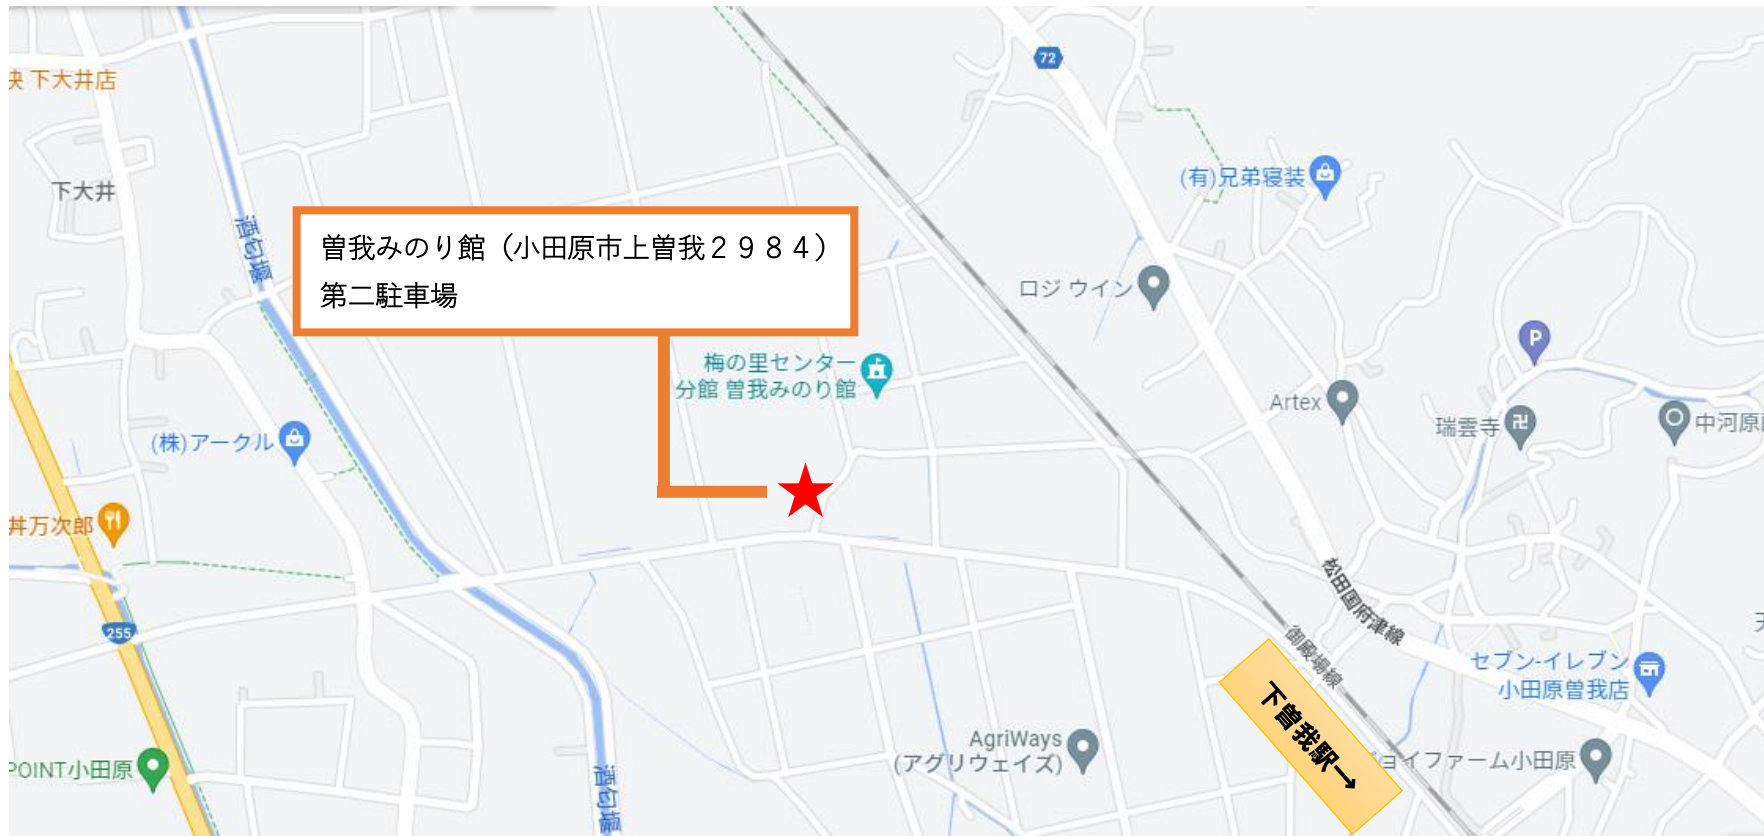 72
下大井店
下大井
(有)兄弟寝装
酒匂堰
曽我みのり館（小田原市上曽我２９８４）
第二駐車場
ロジ ウイン
P
梅の里センター
分館 曽我みのり館
Artex
瑞雲寺
中河原
(株)アークル
丼万次郎
松田国府津線
255
御殿場線
セブン-イレブン
小田原曽我店
下曽我駅→
AgriWays
(アグリウェイズ)
ョイファーム小田原
POINT小田原
酒匂堰